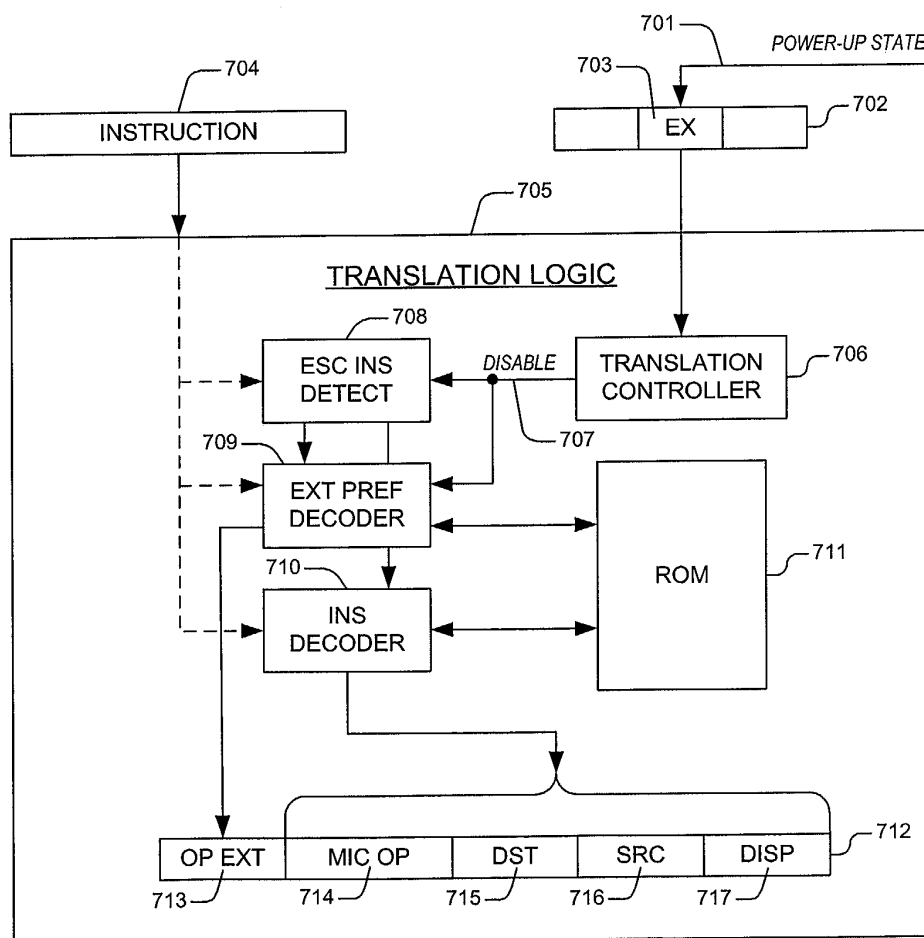 701
POWER-UP STATE
704
703
INSTRUCTION
EX
702
705
TRANSLATION LOGIC
708
ESC INS
DETECT
DISABLE
TRANSLATION
CONTROLLER
706
707
709
EXT PREF
DECODER
710
INS
DECODER
ROM
711
OP EXT
MIC OP
DST
SRC
DISP
712
713
714
715
716
717